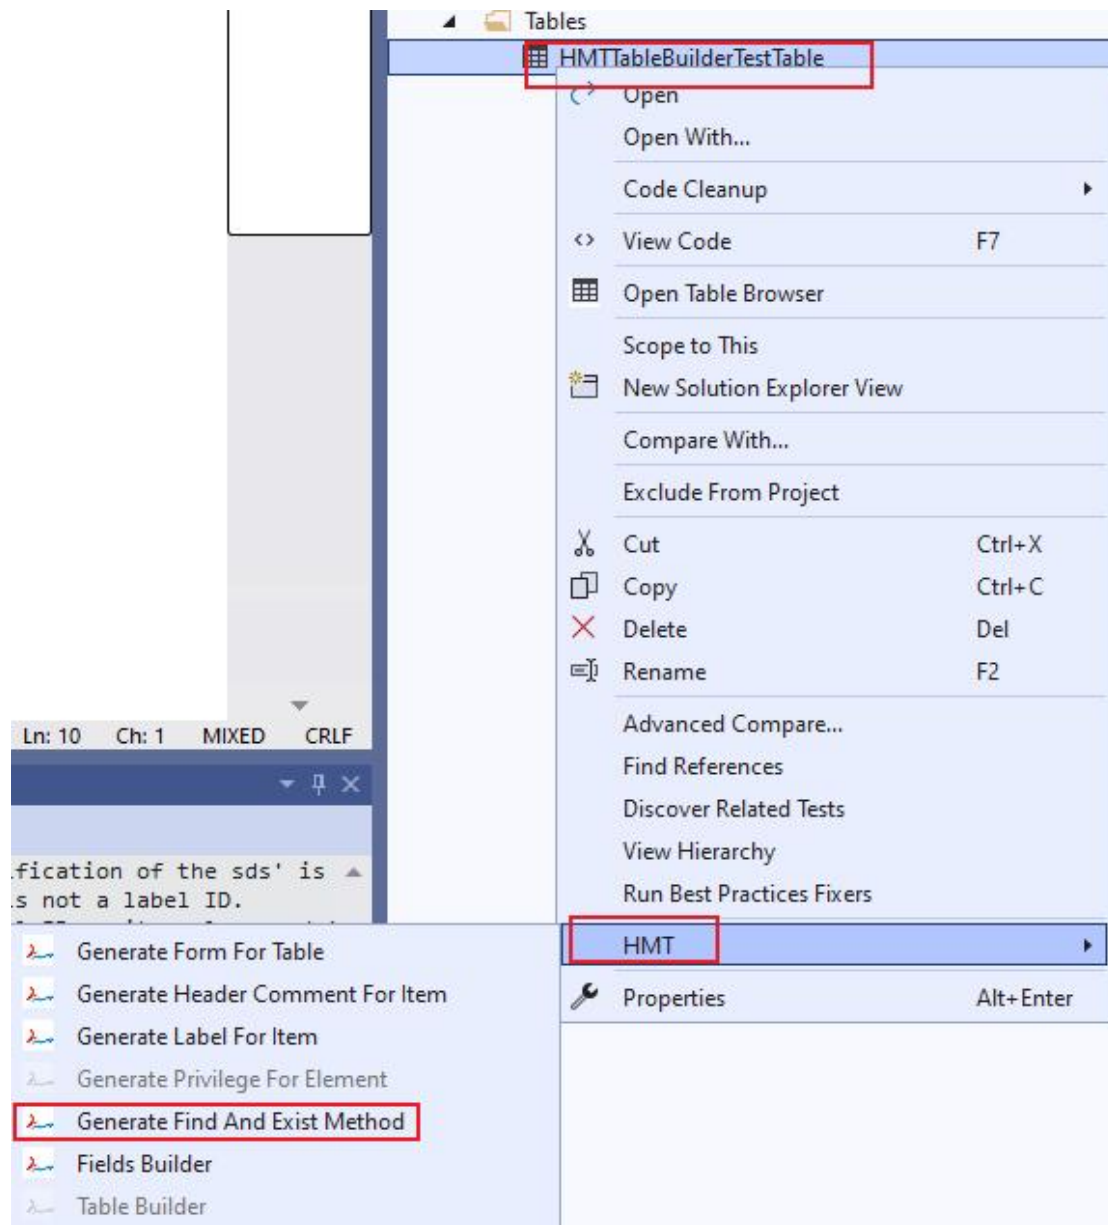 Tables
HMTTableBuilderTestTable
Open
Open With...
Code Cleanup
View Code F7
Open Table Browser
Scope to This
New Solution Explorer View
Compare With...
Exclude From Project
Cut Ctrl+X
Copy Ctrl+C
Delete Del
Rename F2
Advanced Compare...
Find References
Discover Related Tests
View Hierarchy
Run Best Practices Fixers
HMT
Properties Alt+Enter
Ln: 10 Ch: 1 MIXED CRLF
fication of the sds' is
s not a label ID.
Generate Form For Table
Generate Header Comment For Item
Generate Label For Item
Generate Privilege For Element
Generate Find And Exist Method
Fields Builder
Table Builder